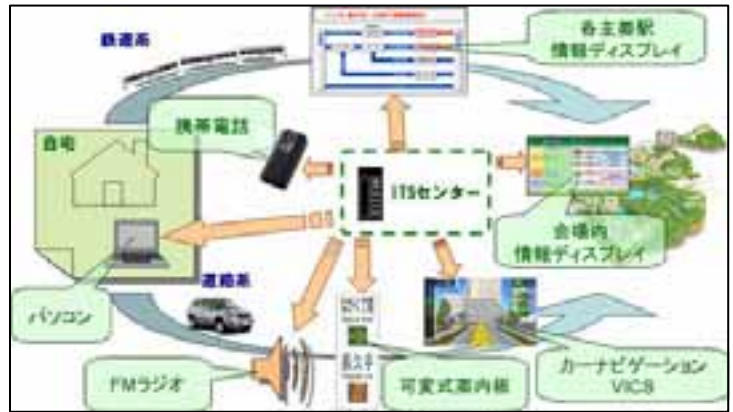 鉄道系
各主要駅
情報ディスプレイ
携帯電話
自宅
ITSセンター
会場内
情報ディスプレイ
パソコン
道路系
FMラジオ
可変式案内板
カーナビゲーション
VICS
長久手